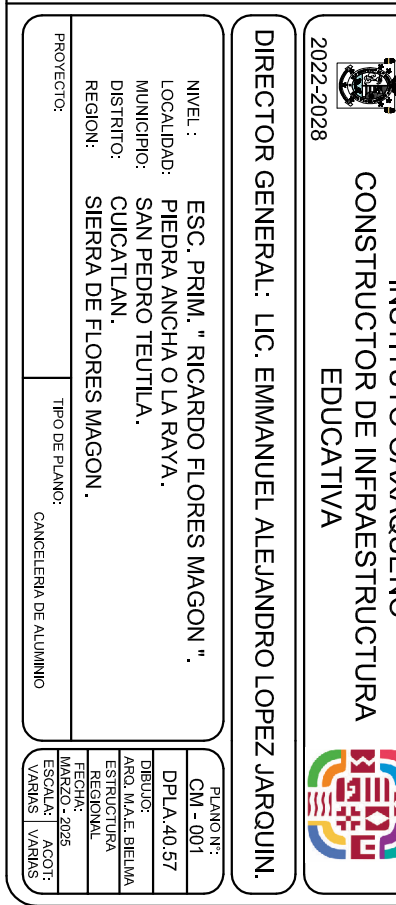 CONSTRUCTOR DE INFRAESTRUCTURA
EDUCATIVA
2022-2028
DIRECTOR GENERAL: LIC. EMMANUEL ALEJANDRO LOPEZ JARQUIN.
NIVEL : ESC. PRIM. " RICARDO FLORES MAGON ".
LOCALIDAD: PIEDRA ANCHA O LA RAYA.
MUNICIPIO: SAN PEDRO TEUTILA.
DISTRITO: CUICATLAN.
REGION: SIERRA DE FLORES MAGON.
PROYECTO:
TIPO DE PLANO:
CANCELERIA DE ALUMINIO
PLANO Nº:
CM - 001
DPLA:40.57
DIBUJO:
ARQ. M.A.E. BIELMA
ESTRUCTURA
REGIONAL
FECHA:
MARZO - 2025
ESCALA: ACOT:
VARIAS VARIAS